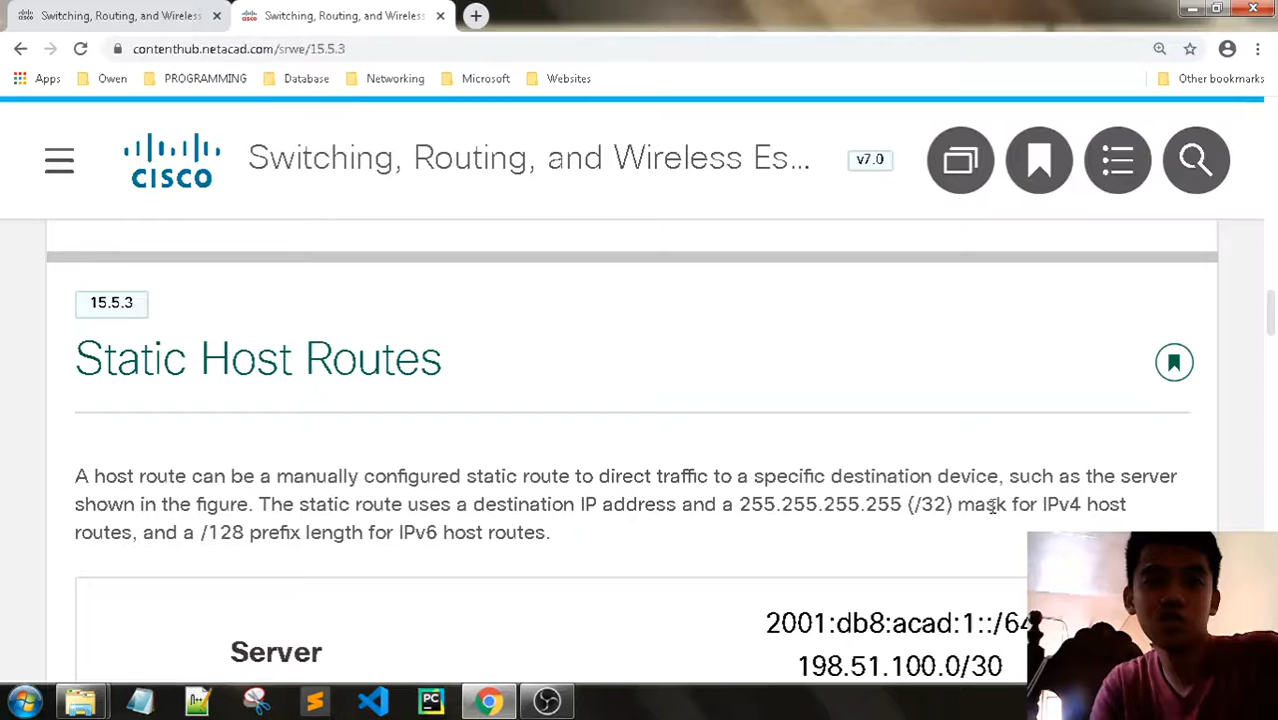 Switching, Routing, and Wireless
Switching, Routing, and Wireless
contenthub.netacad.com/srwe/15.5.3
Apps
Owen
PROGRAMMING
Database
Networking
Microsoft
Websites
Other bookmarks
CISCO
Switching, Routing, and Wireless Es...
v7.0
15.5.3
Static Host Routes
A host route can be a manually configured static route to direct traffic to a specific destination device, such as the server
shown in the figure. The static route uses a destination IP address and a 255.255.255.255 (/32) mask for IPv4 host
routes, and a /128 prefix length for IPv6 host routes.
2001:db8:acad:1::/64
Server
198.51.100.0/30
PC